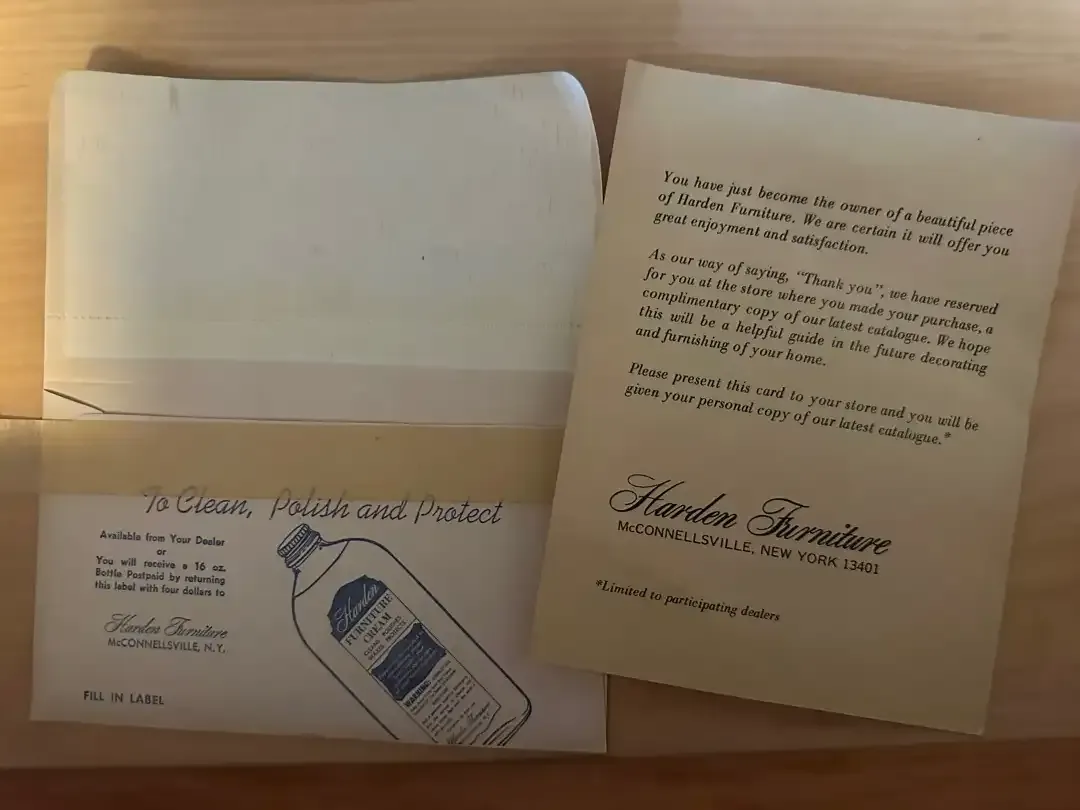 To Clean, Polish and Protect
Available from Your Dealer
or
You will receive a 16 oz.
Bottle Postpaid by returning
this label with four dollars to
Harden Furniture
McCONNELLSVILLE, N.Y.
FILL IN LABEL
Harden
FURNITURE
CREAM
WARNING:
You have just become the owner of a beautiful piece
of Harden Furniture. We are certain it will offer you
great enjoyment and satisfaction.
As our way of saying, “Thank you”, we have reserved
for you at the store where you made your purchase, a
complimentary copy of our latest catalogue. We hope
this will be a helpful guide in the future decorating
and furnishing of your home.
Please present this card to your store and you will be
given your personal copy of our latest catalogue.*
Harden Furniture
McCONNELLSVILLE, NEW YORK 13401
*Limited to participating dealers